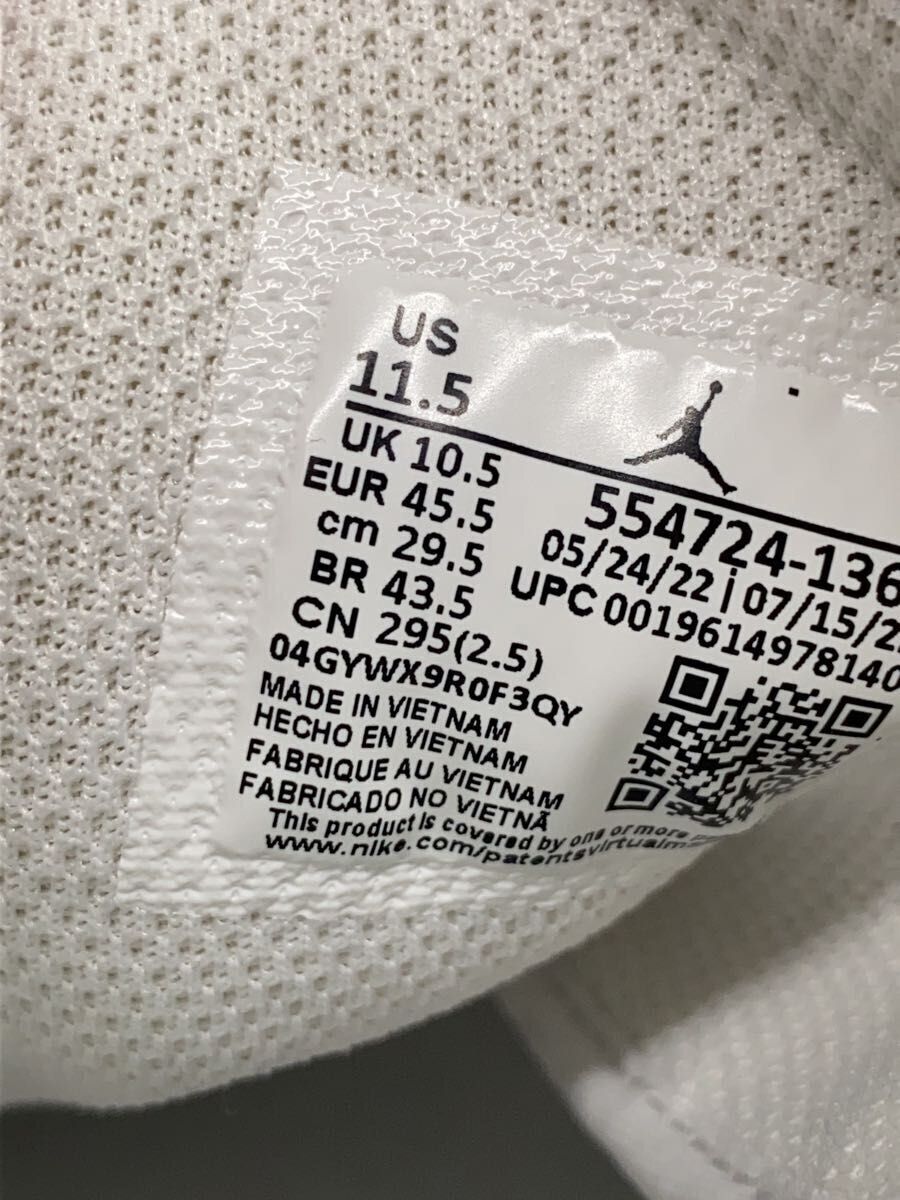 US
11.5
UK 10.5
EUR 45.5
cm 29.5
BR 43.5
CN 295(2.5)
04GYWX9R0F3QY
554724-136
05/24/22 | 07/15/2
UPC 0019614978140
MADE IN VIETNAM
HECHO EN VIETNAM
FABRIQUE AU VIETNAM
FABRICADO NO VIETNÃ
This product is covered by one or more
www.nike.com/patentsvirtualm